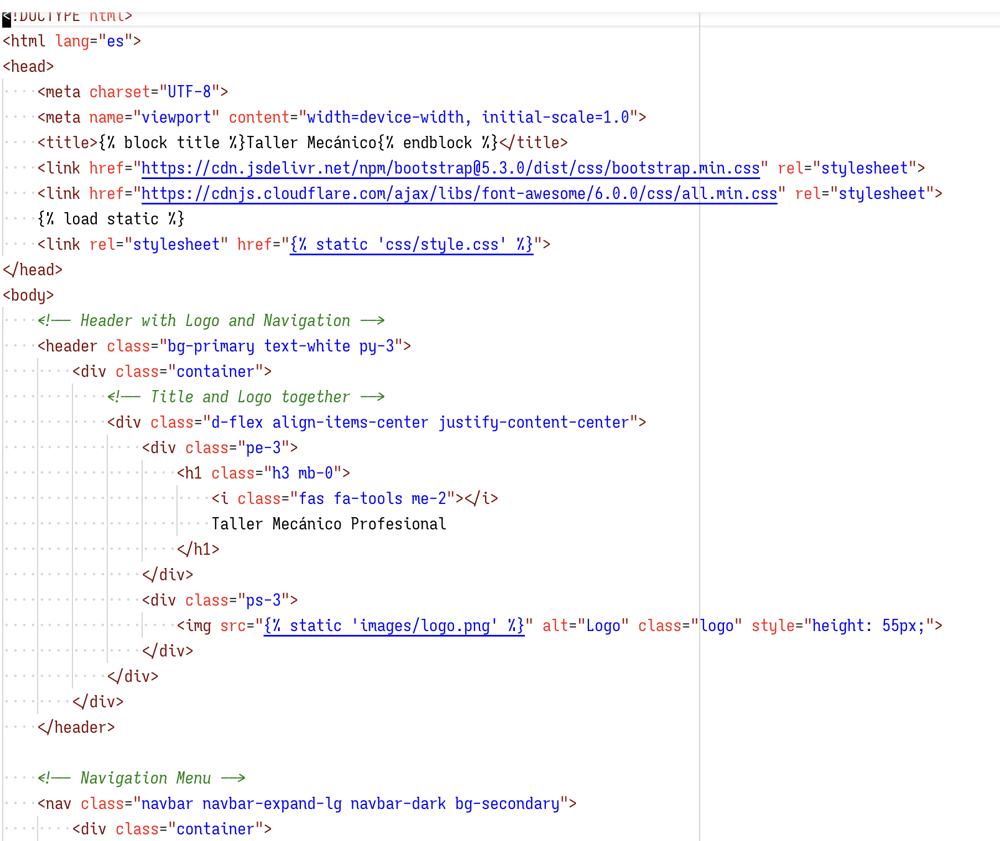 <!DOCTYPE html>
<html lang="es">
<head>
    <meta charset="UTF-8">
    <meta name="viewport" content="width=device-width, initial-scale=1.0">
    <title>{% block title %}Taller Mecánico{% endblock %}</title>
    <link href="https://cdn.jsdelivr.net/npm/bootstrap@5.3.0/dist/css/bootstrap.min.css" rel="stylesheet">
    <link href="https://cdnjs.cloudflare.com/ajax/libs/font-awesome/6.0.0/css/all.min.css" rel="stylesheet">
    {% load static %}
    <link rel="stylesheet" href="{% static 'css/style.css' %}">
</head>
<body>
    <!-- Header with Logo and Navigation -->
    <header class="bg-primary text-white py-3">
        <div class="container">
            <!-- Title and Logo together -->
            <div class="d-flex align-items-center justify-content-center">
                <div class="pe-3">
                    <h1 class="h3 mb-0">
                        <i class="fas fa-tools me-2"></i>
                        Taller Mecánico Profesional
                    </h1>
                </div>
                <div class="ps-3">
                    <img src="{% static 'images/logo.png' %}" alt="Logo" class="logo" style="height: 55px;">
                </div>
            </div>
        </div>
    </header>

    <!-- Navigation Menu -->
    <nav class="navbar navbar-expand-lg navbar-dark bg-secondary">
        <div class="container">